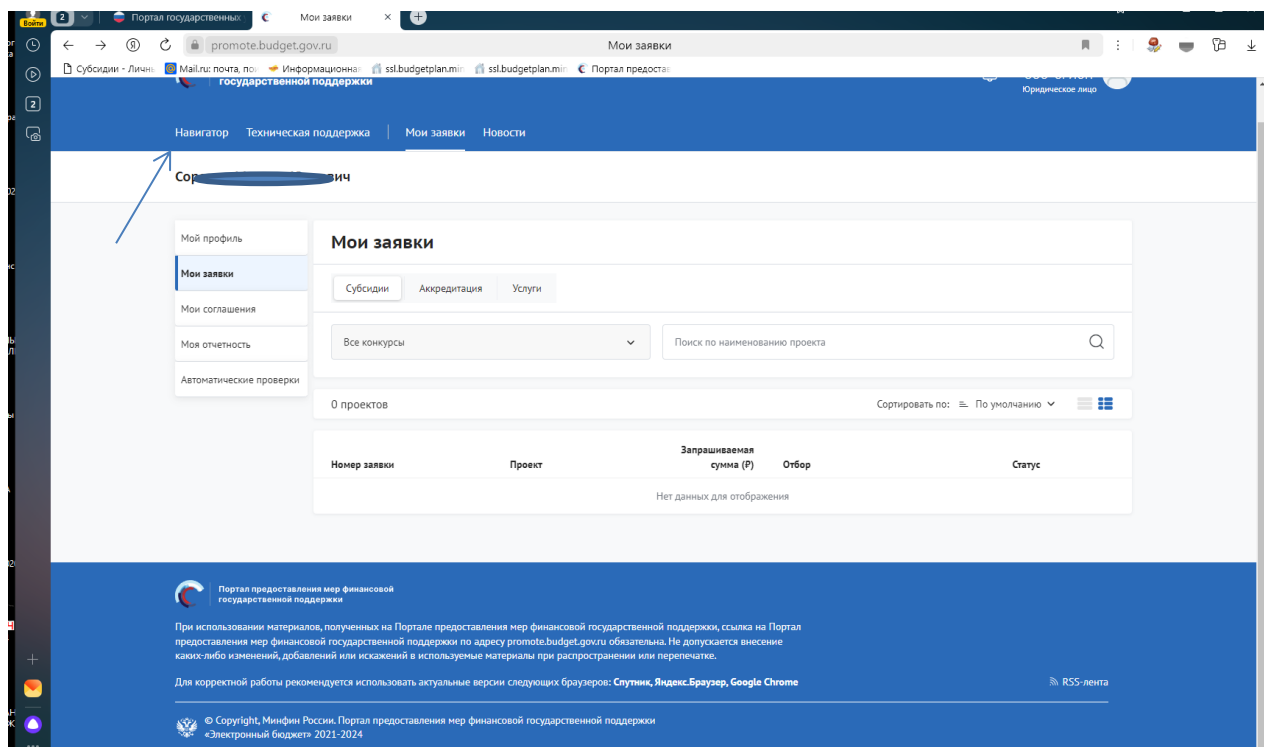 Войти
2
Портал государственных
Мои заявки
promote.budget.gov.ru
Мои заявки
Субсидии - Личн
Mail.ru: почта, по
Информационна
ssl.budgetplan.min
ssl.budgetplan.min
Портал предостав
2
государственной поддержки
Юридическое лицо
Навигатор
Техническая поддержка
Мои заявки
Новости
Мой профиль
Мои заявки
Мои соглашения
Моя отчетность
Автоматические проверки
Мои заявки
Субсидии
Аккредитация
Услуги
Все конкурсы
Поиск по наименованию проекта
0 проектов
Сортировать по:
По умолчанию
Номер заявки
Проект
Запрашиваемая
сумма (₽)
Отбор
Статус
Нет данных для отображения
Портал предоставления мер финансовой
государственной поддержки
При использовании материалов, полученных на Портале предоставления мер финансовой государственной поддержки, ссылка на Портал
предоставления мер финансовой государственной поддержки по адресу promote.budget.gov.ru обязательна. Не допускается внесение
каких-либо изменений, добавлений или искажений в используемые материалы при распространении или перепечатке.
Для корректной работы рекомендуется использовать актуальные версии следующих браузеров: Спутник, Яндекс.Браузер, Google Chrome
RSS-лента
© Copyright, Минфин России. Портал предоставления мер финансовой государственной поддержки
«Электронный бюджет» 2021-2024